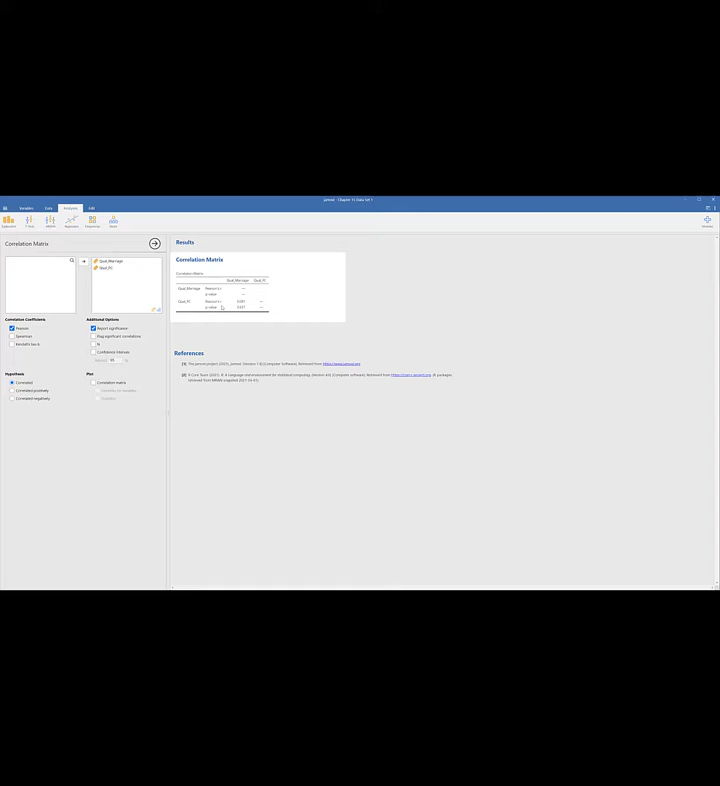 jamovi - Chapter 15 Data Set 1
Variables Data Analyses Edit
Exploration T-Tests ANOVA Regression Frequencies Factor Modules
Correlation Matrix
Qual_Marriage
Qual_PC
Correlation Coefficients
Pearson
Spearman
Kendall's tau-b
Additional Options
Report significance
Flag significant correlations
N
Confidence intervals
Interval 95 %
Hypothesis
Correlated
Correlated positively
Correlated negatively
Plot
Correlation matrix
Statistics
Results
Correlation Matrix
Correlation Matrix
Qual_Marriage Qual_PC
Qual_Marriage Pearson's r —
p-value —
Qual_PC Pearson's r —
p-value —
References
[1] The jamovi project (2021). jamovi. (Version 1.6) [Computer Software]. Retrieved from https://www.jamovi.org.
[2] R Core Team (2021). R: A Language and environment for statistical computing. (Version 4.0) [Computer software]. Retrieved from https://cran.r-project.org. (R packages
retrieved from MRAN snapshot 2021-04-01).